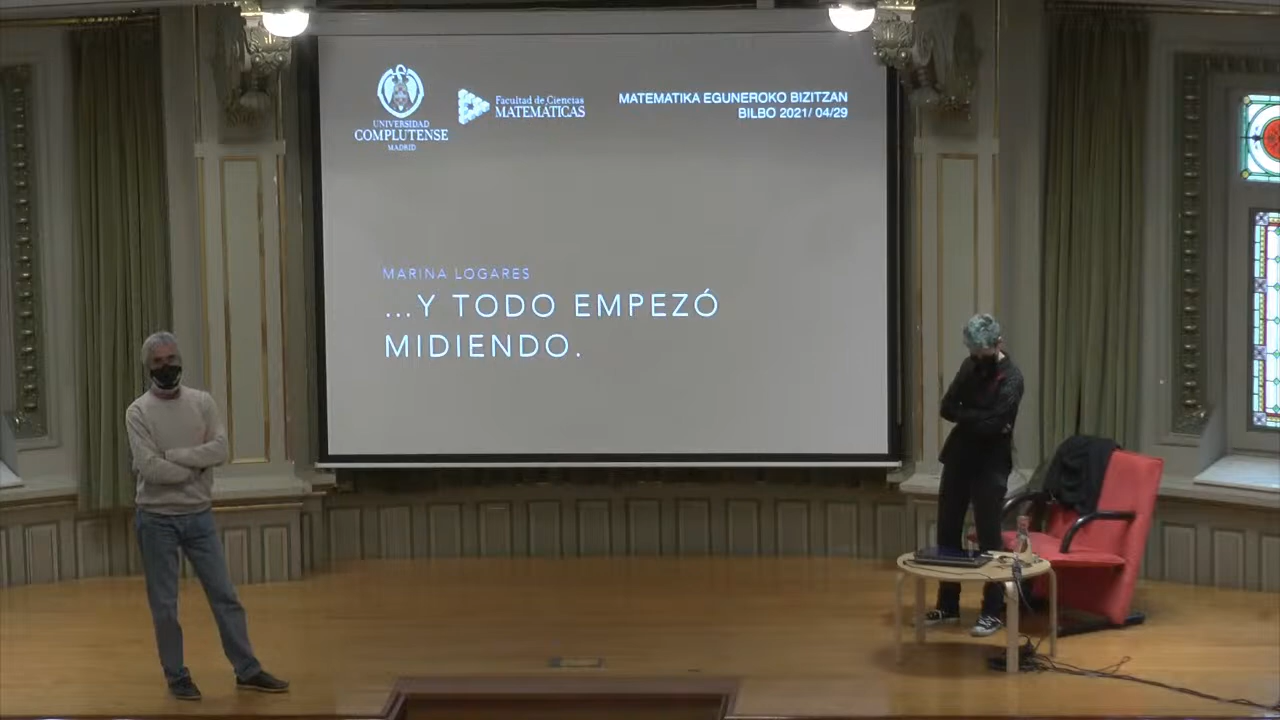 UNIVERSIDAD
COMPLUTENSE
MADRID
Facultad de Ciencias
MATEMÁTICAS
MATEMATIKA EGUNEROKO BIZITZAN
BILBO 2021/ 04/29
MARINA LOGARES
...Y TODO EMPEZÓ
MIDIENDO.